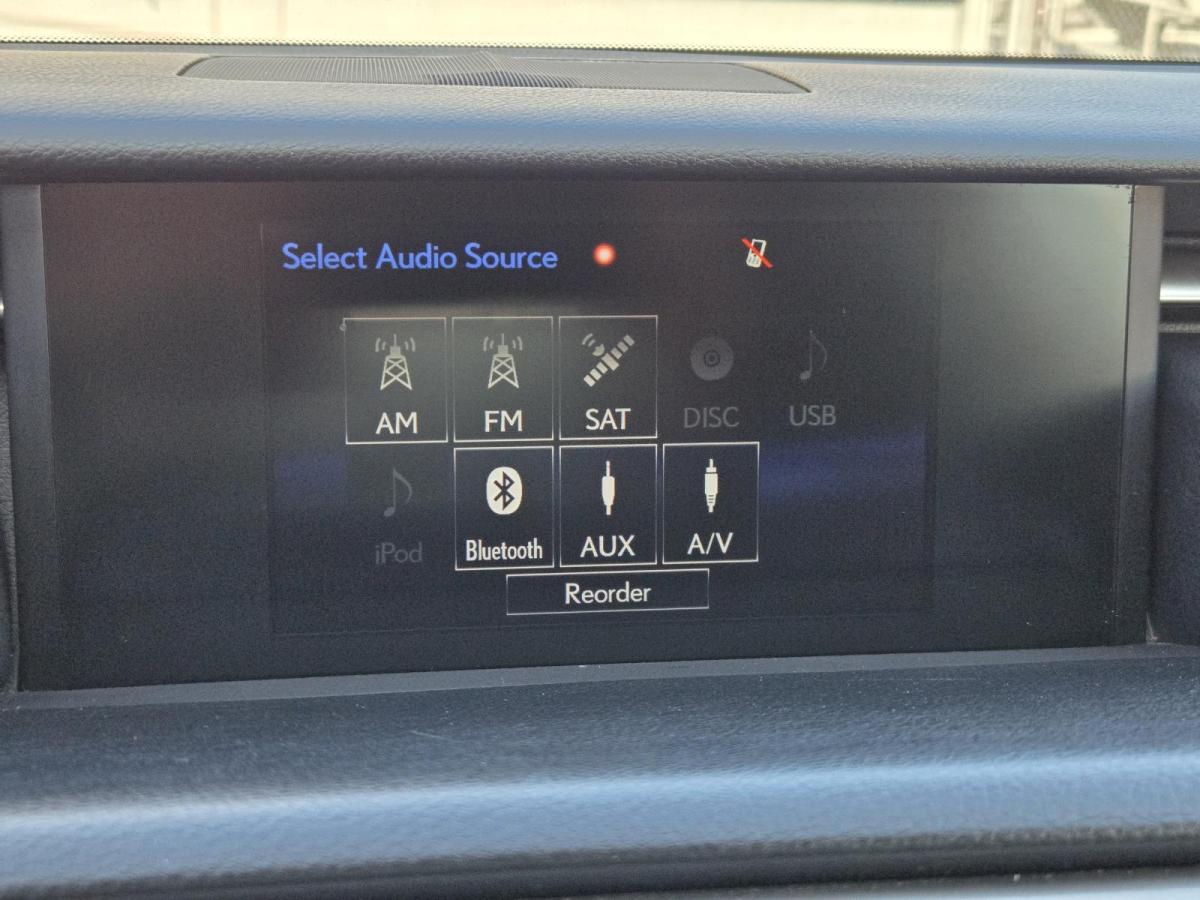 Select Audio Source
AM FM SAT DISC USB
iPod Bluetooth AUX A/V
Reorder